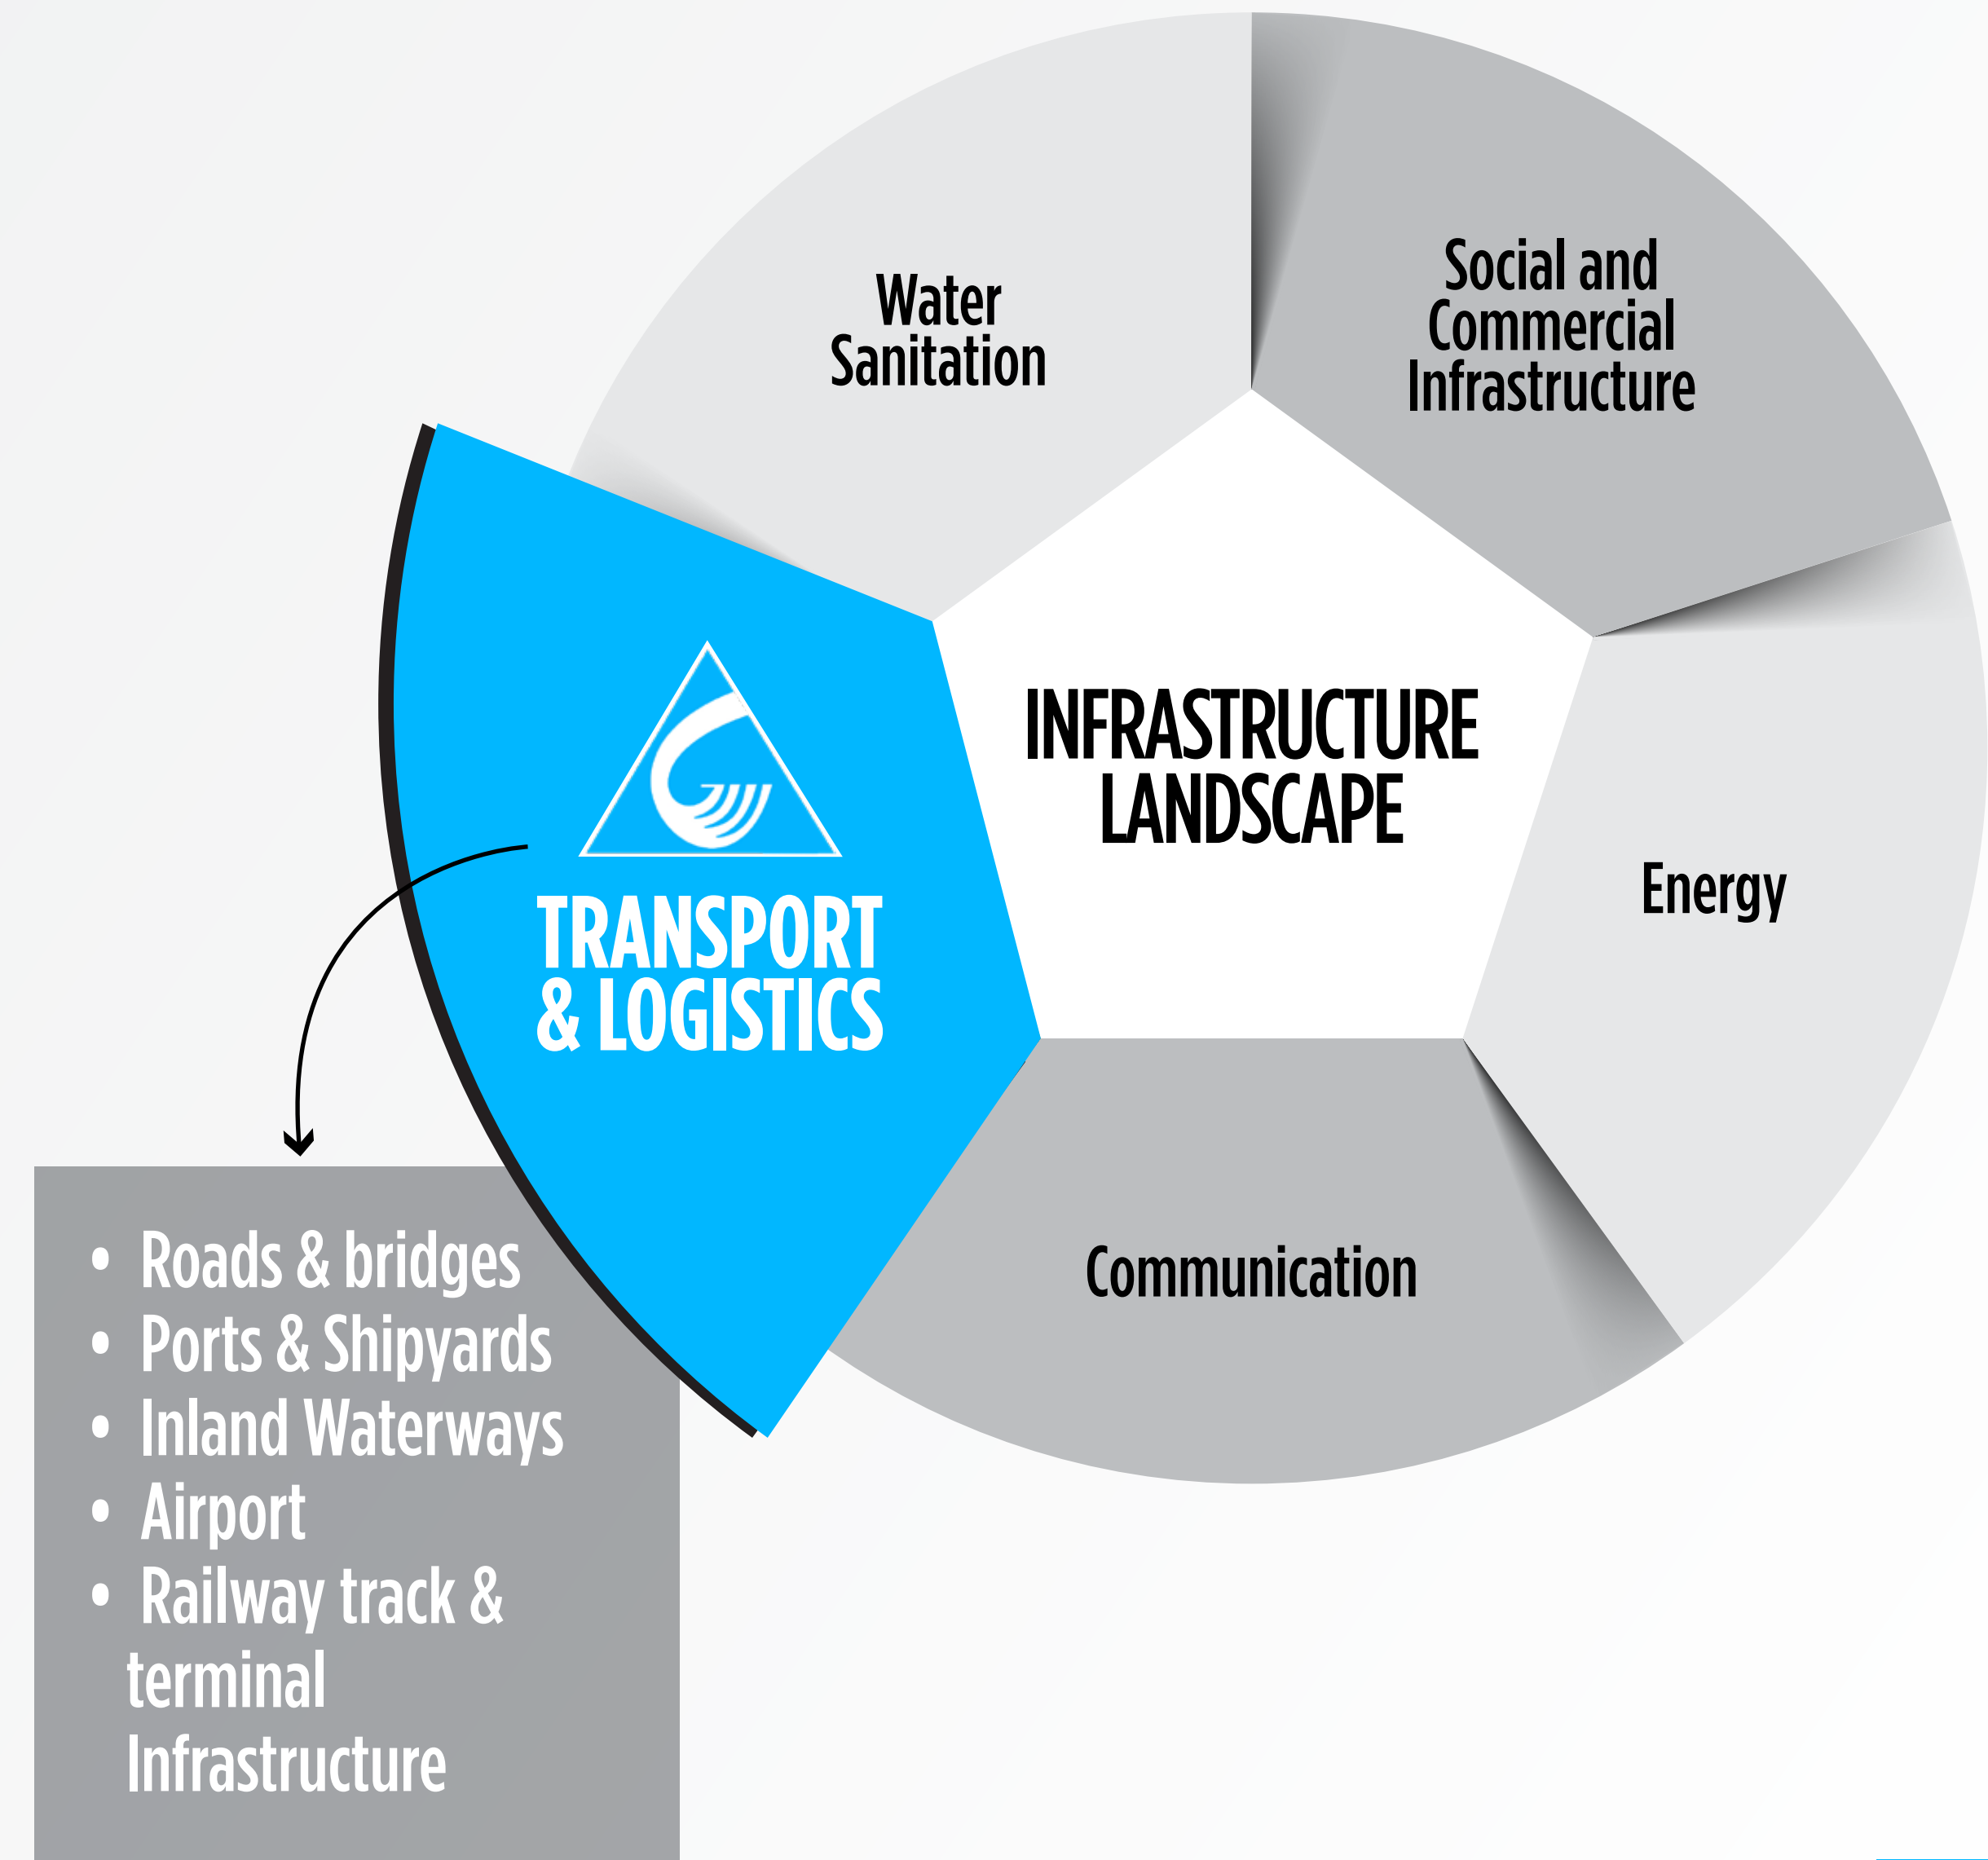 Water
Sanitation
Social and
Commercial
Infrastructure
INFRASTRUCTURE
LANDSCAPE
Energy
TRANSPORT
& LOGISTICS
Communication
• Roads & bridges
• Ports & Shipyards
• Inland Waterways
• Airport
• Railway track &
terminal
Infrastructure